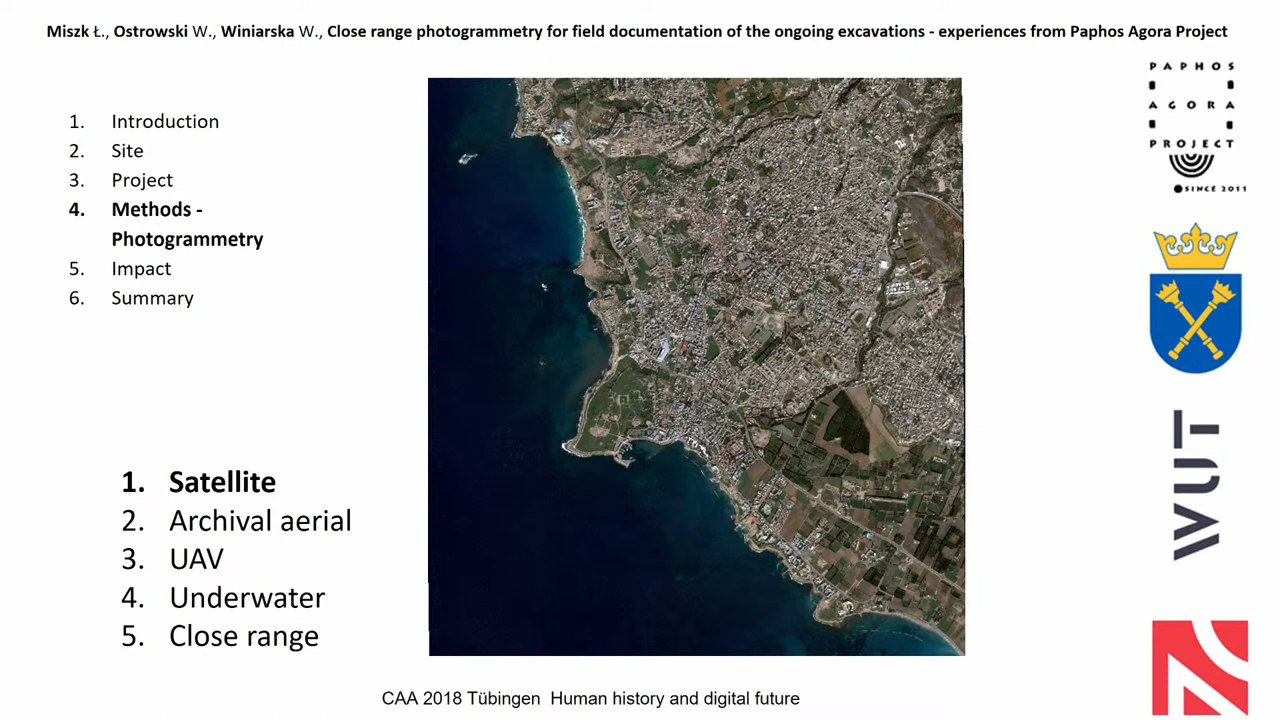 Miszk Ł., Ostrowski W., Winiarska W., Close range photogrammetry for field documentation of the ongoing excavations - experiences from Paphos Agora Project
1. Introduction
2. Site
3. Project
4. Methods -
Photogrammetry
5. Impact
6. Summary
1. Satellite
2. Archival aerial
3. UAV
4. Underwater
5. Close range
PAPHOS
AGORA
PROJECT
SINCE 2011
WUT
CAA 2018 Tübingen Human history and digital future